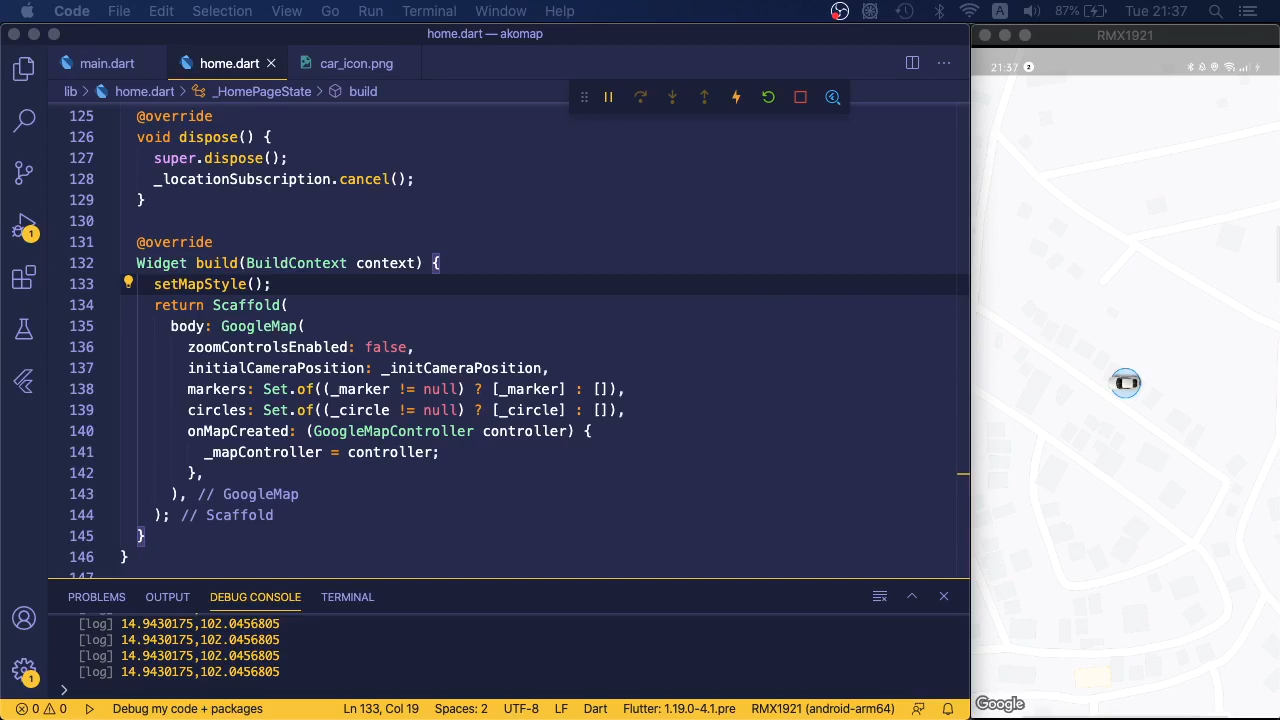 Code File Edit Selection View Go Run Terminal Window Help
A 87% Tue 21:37
home.dart — akomap
RMX1921
main.dart home.dart car_icon.png
21:37 2
lib home.dart _HomePageState build
125 @override
126 void dispose() {
127 super.dispose();
128 _locationSubscription.cancel();
129 }
130
131 @override
132 Widget build(BuildContext context) {
133 setMapStyle();
134 return Scaffold(
135 body: GoogleMap(
136 zoomControlsEnabled: false,
137 initialCameraPosition: _initCameraPosition,
138 markers: Set.of((_marker != null) ? [_marker] : []),
139 circles: Set.of((_circle != null) ? [_circle] : []),
140 onMapCreated: (GoogleMapController controller) {
141 _mapController = controller;
142 },
143 ), // GoogleMap
144 ); // Scaffold
145 }
146 }
147
1
PROBLEMS OUTPUT DEBUG CONSOLE TERMINAL
[log] 14.9430175,102.0456805
[log] 14.9430175,102.0456805
[log] 14.9430175,102.0456805
[log] 14.9430175,102.0456805
1
0 0 Debug my code + packages Ln 133, Col 19 Spaces: 2 UTF-8 LF Dart Flutter: 1.19.0-4.1.pre RMX1921 (android-arm64)
Google